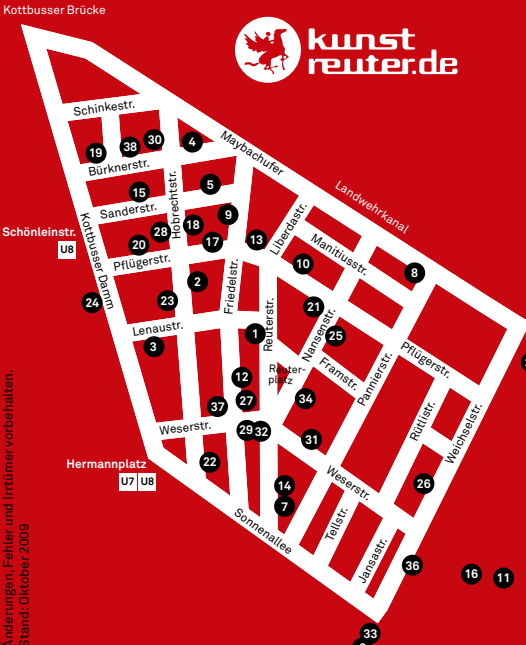 Kottbusser Brücke
kunst
reuter.de
Schinkestr.
19
38
30
4
Maybachufer
Bürknerstr.
Landwehrkanal
15
5
Sanderstr.
Hobrechtstr.
9
Liberdastr.
Kottbusser Damm
Schönleinstr.
U8
20
28
18
17
13
Manitiusstr.
Pflügerstr.
10
8
2
Friedelstr.
24
23
21
Reuterstr.
Nansenstr.
Lenaustr.
1
25
3
Pflügerstr.
Framstr.
Pannierstr.
Reuter-
platz
12
27
34
37
Rütlistr.
Weichselstr.
Weserstr.
29
32
31
Hermannplatz
U7 U8
22
Weserstr.
14
7
26
Sonnenallee
Tellstr.
Jansastr.
36
16
11
33
Änderungen, Fehler und Irrtümer vorbehalten.
Stand: Oktober 2009